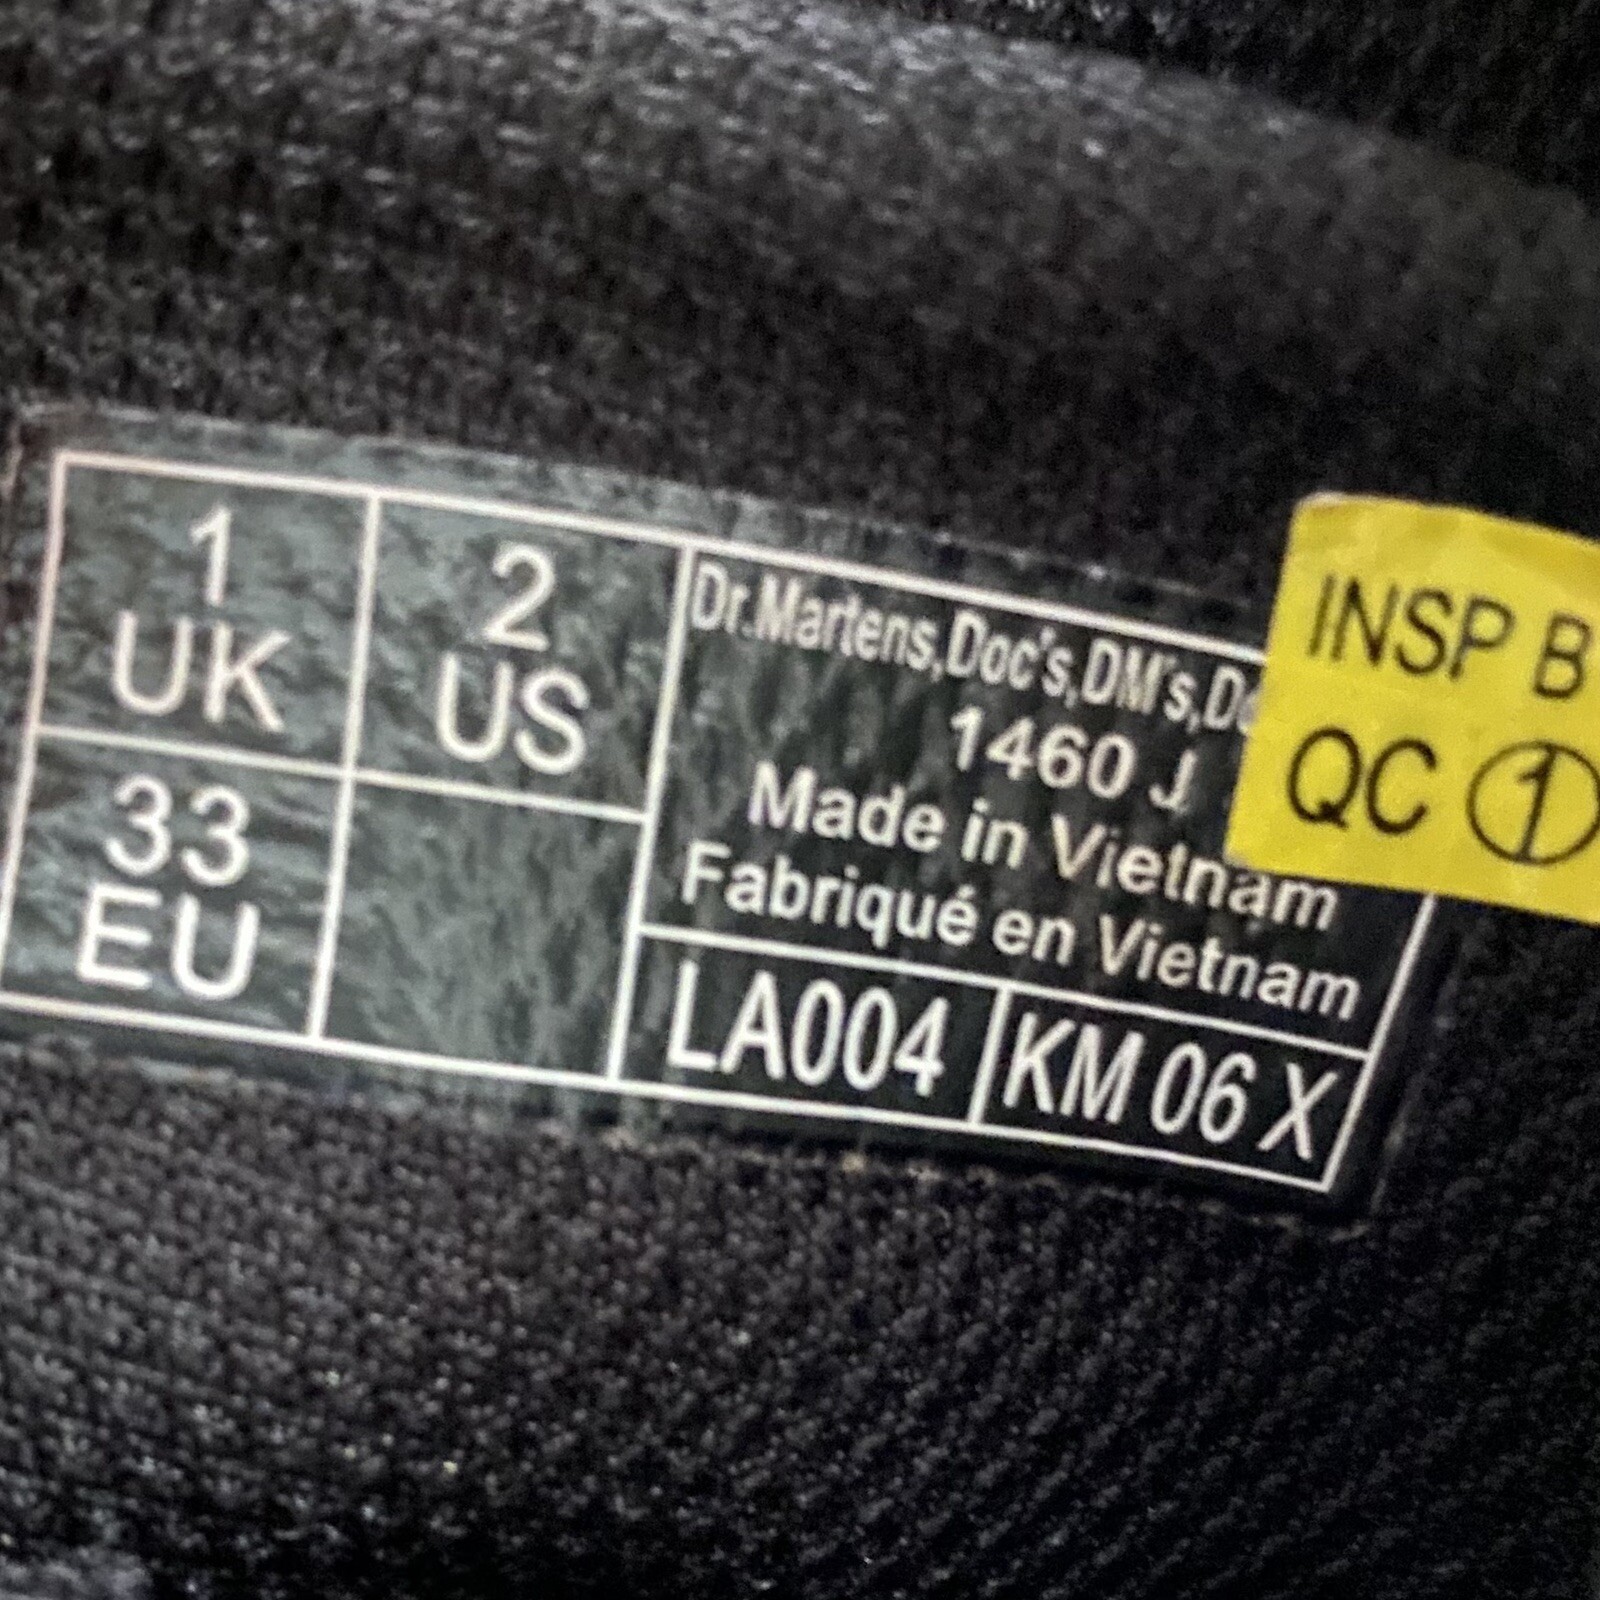 1
UK
2
US
33
EU
Dr.Martens,Doc's,DM's,
1460 J
Made in Vietnam
Fabriqué en Vietnam
LA004
KM 06 X
INSP B
QC 1